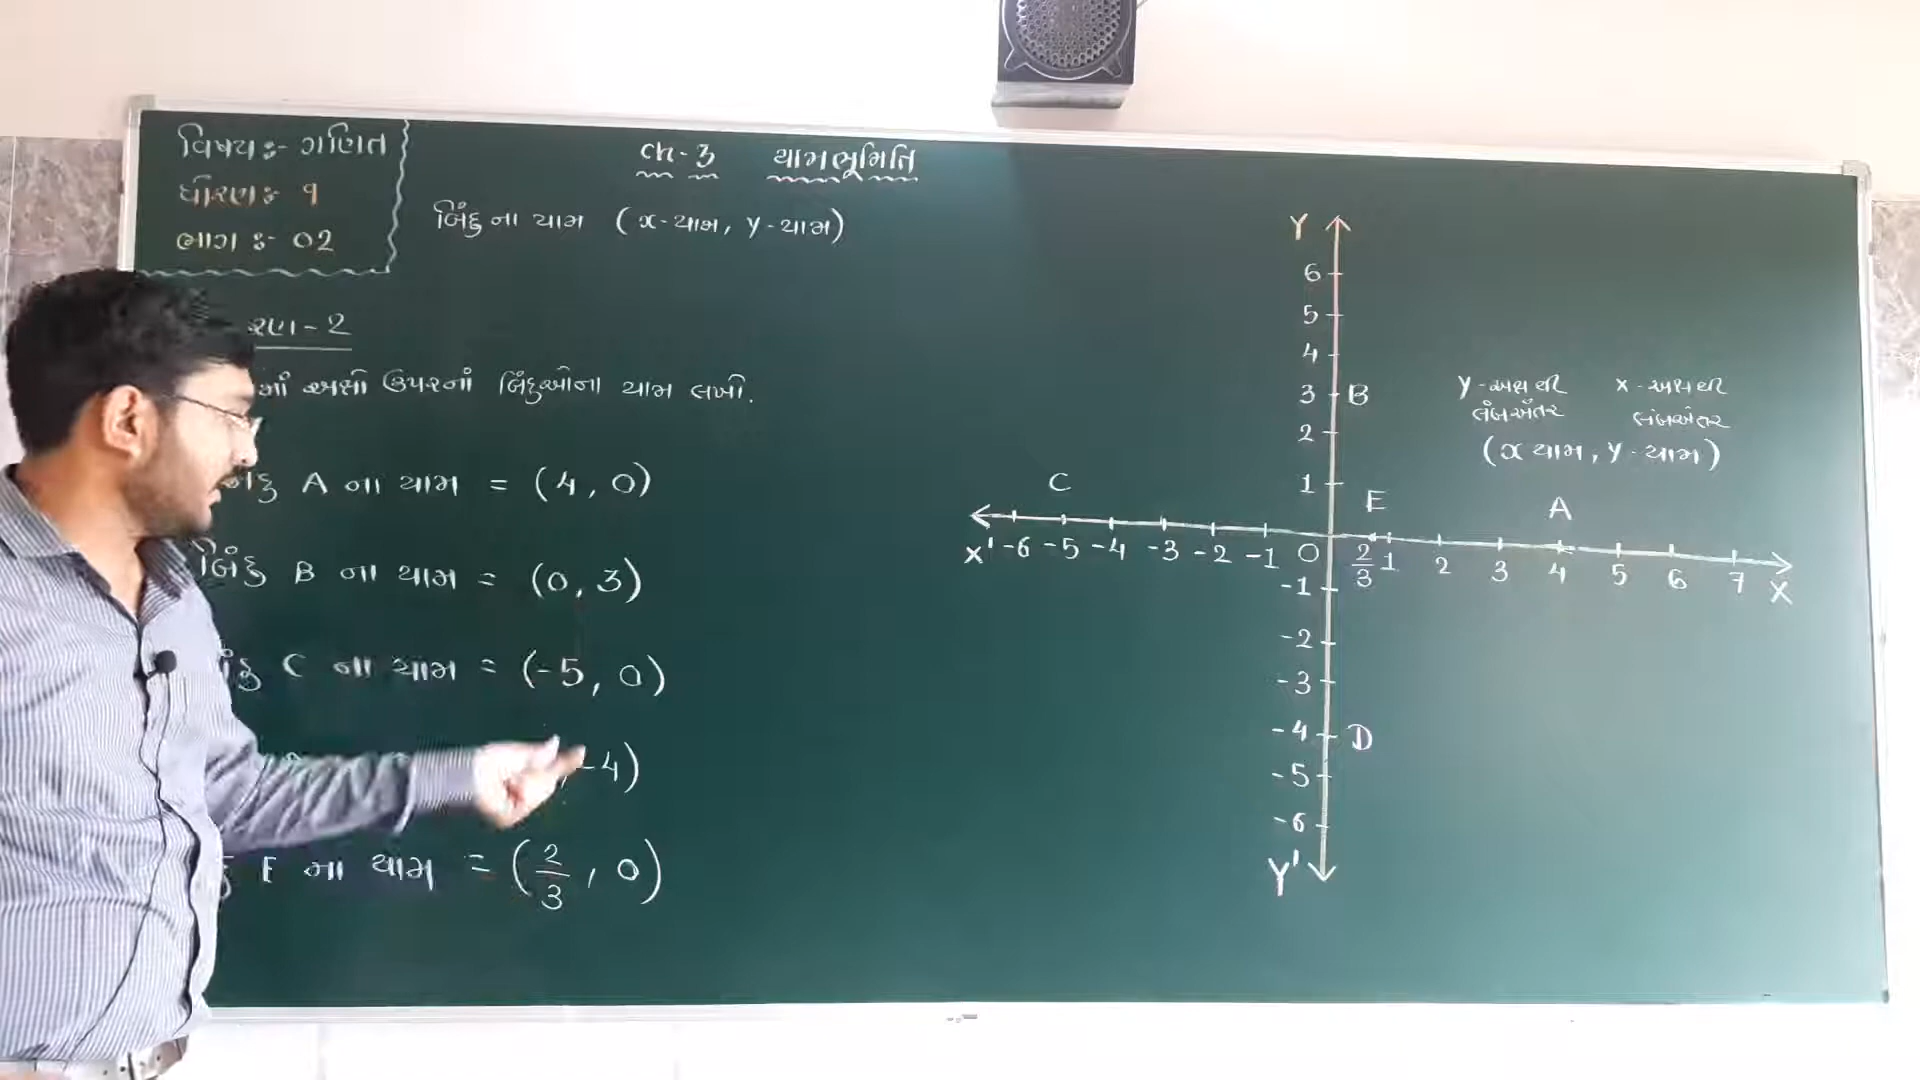 વિષય :- ગણિત
ધોરણ :- ૧
ભાગ :- 02
ch - 3 યામભૂમિતિ
બિંદુના યામ (x-યામ, y-યામ)
રણ - 2
માં અક્ષો ઉપરનાં બિંદુઓના યામ લખો.
A ના યામ = (4, 0)
બિંદુ B ના યામ = (0, 3)
C ના યામ = (-5, 0)
-4)
E ના યામ = (2/3, 0)
Y
6
5
4
3 B
2
1
y-અક્ષથી x-અક્ષથી
લંબઅંતર લંબઅંતર
(x યામ, y-યામ)
C E A
X' -6 -5 -4 -3 -2 -1 0 2/3 1 2 3 4 5 6 7 X
-1
-2
-3
-4 D
-5
-6
Y'